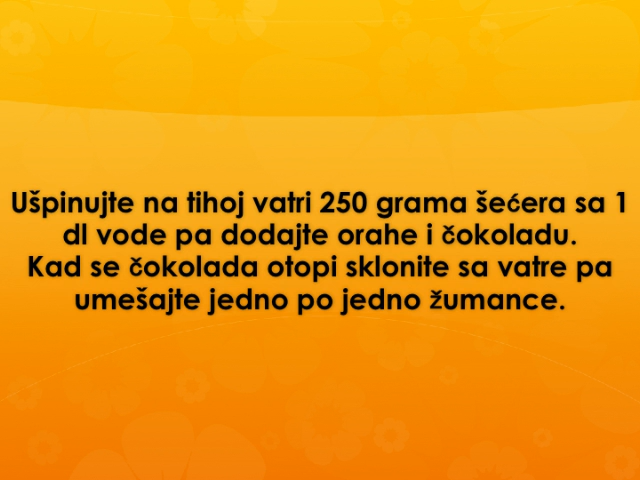 Ušpinujte na tihoj vatri 250 grama šećera sa 1
dl vode pa dodajte orahe i čokoladu.
Kad se čokolada otopi sklonite sa vatre pa
umešajte jedno po jedno žumance.